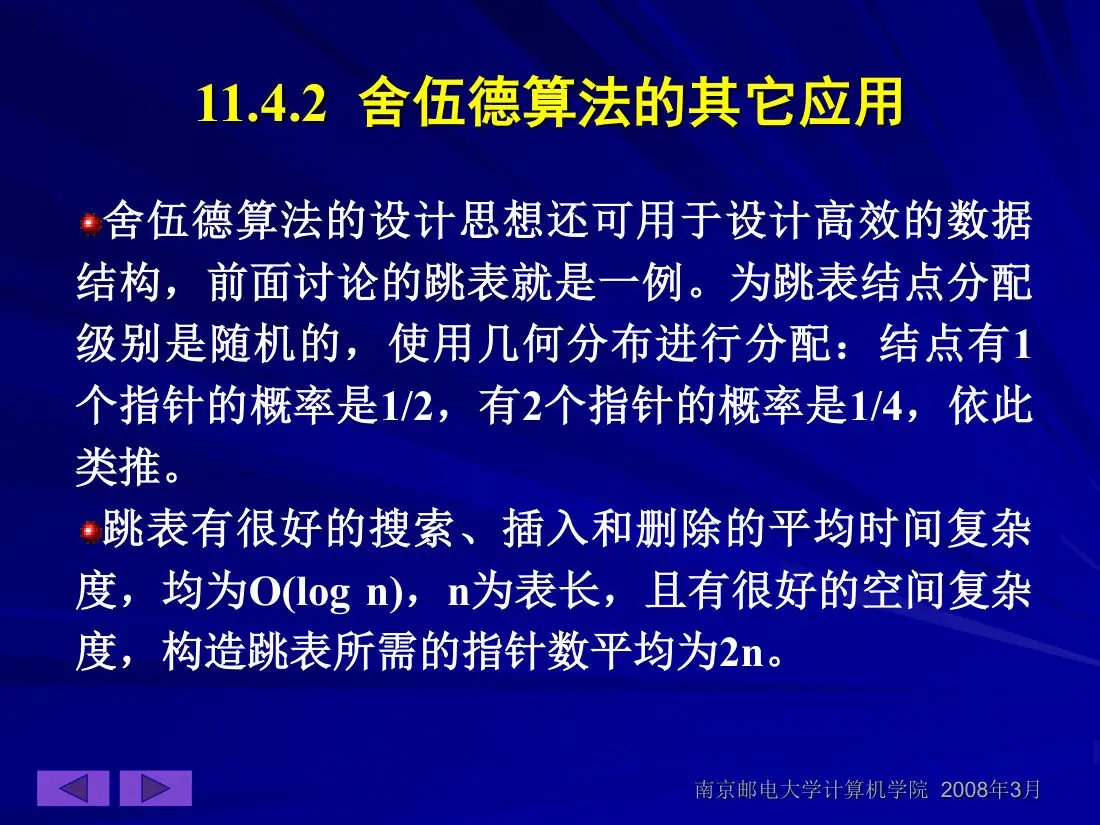 11.4.2 舍伍德算法的其它应用
舍伍德算法的设计思想还可用于设计高效的数据
结构，前面讨论的跳表就是一例。为跳表结点分配
级别是随机的，使用几何分布进行分配：结点有1
个指针的概率是1/2，有2个指针的概率是1/4，依此
类推。
跳表有很好的搜索、插入和删除的平均时间复杂
度，均为O(log n)，n为表长，且有很好的空间复杂
度，构造跳表所需的指针数平均为2n。
南京邮电大学计算机学院 2008年3月